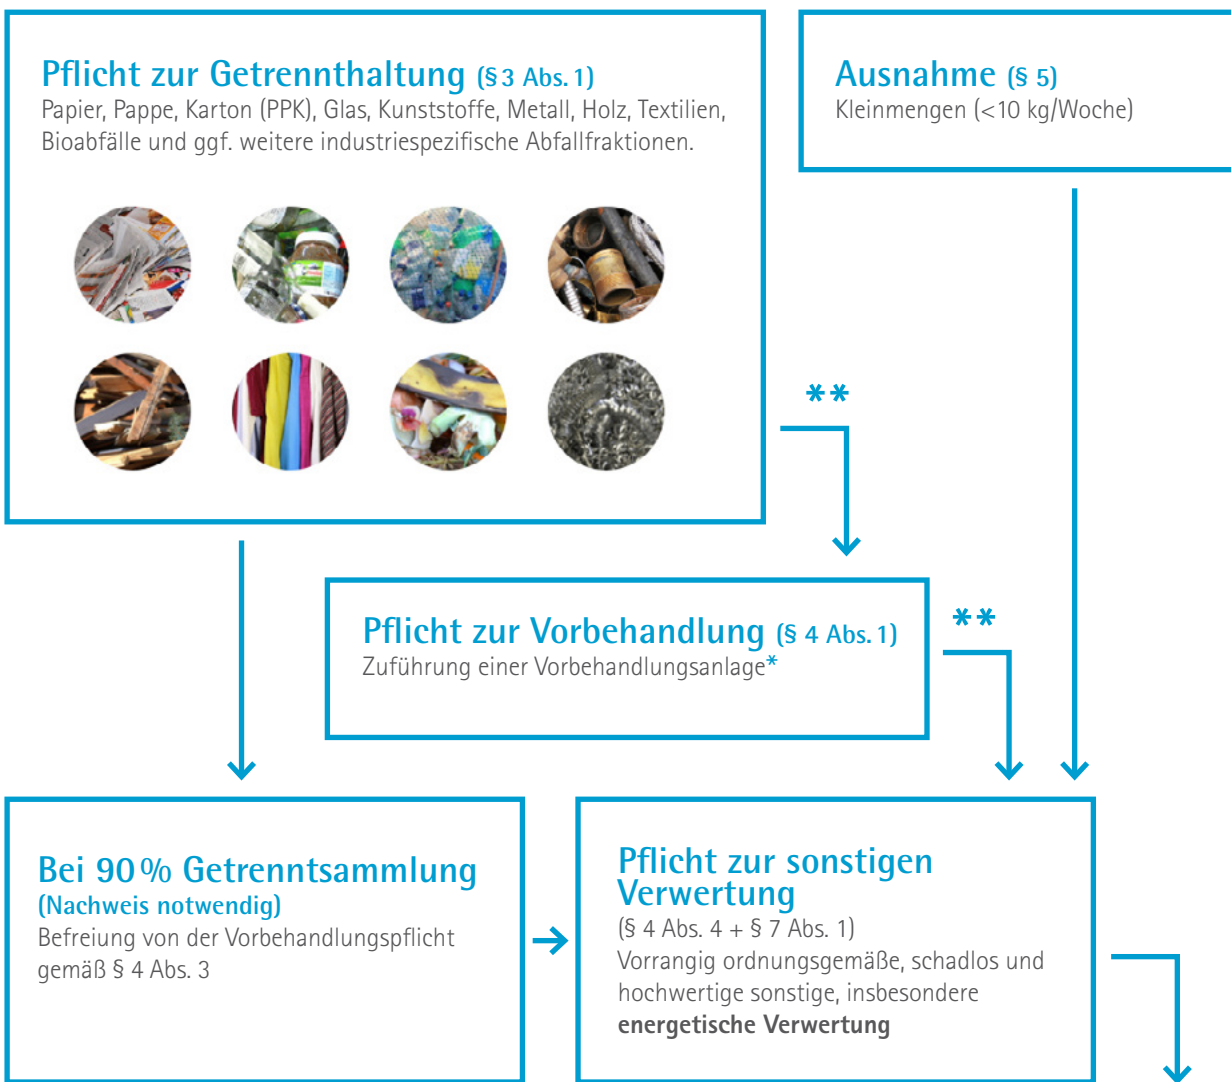 Pflicht zur Getrennthaltung (§ 3 Abs. 1)
Papier, Pappe, Karton (PPK), Glas, Kunststoffe, Metall, Holz, Textilien,
Bioabfälle und ggf. weitere industriespezifische Abfallfraktionen.
Ausnahme (§ 5)
Kleinmengen (<10 kg/Woche)
**
Pflicht zur Vorbehandlung (§ 4 Abs. 1)
Zuführung einer Vorbehandlungsanlage*
**
Bei 90 % Getrenntsammlung
(Nachweis notwendig)
Befreiung von der Vorbehandlungspflicht
gemäß § 4 Abs. 3
Pflicht zur sonstigen
Verwertung
(§ 4 Abs. 4 + § 7 Abs. 1)
Vorrangig ordnungsgemäße, schadlos und
hochwertige sonstige, insbesondere
energetische Verwertung